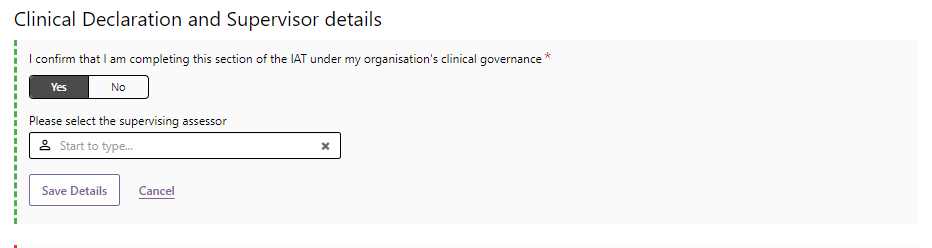 Clinical Declaration and Supervisor details
I confirm that I am completing this section of the IAT under my organisation's clinical governance *
Yes No
Please select the supervising assessor
Start to type...
Save Details Cancel